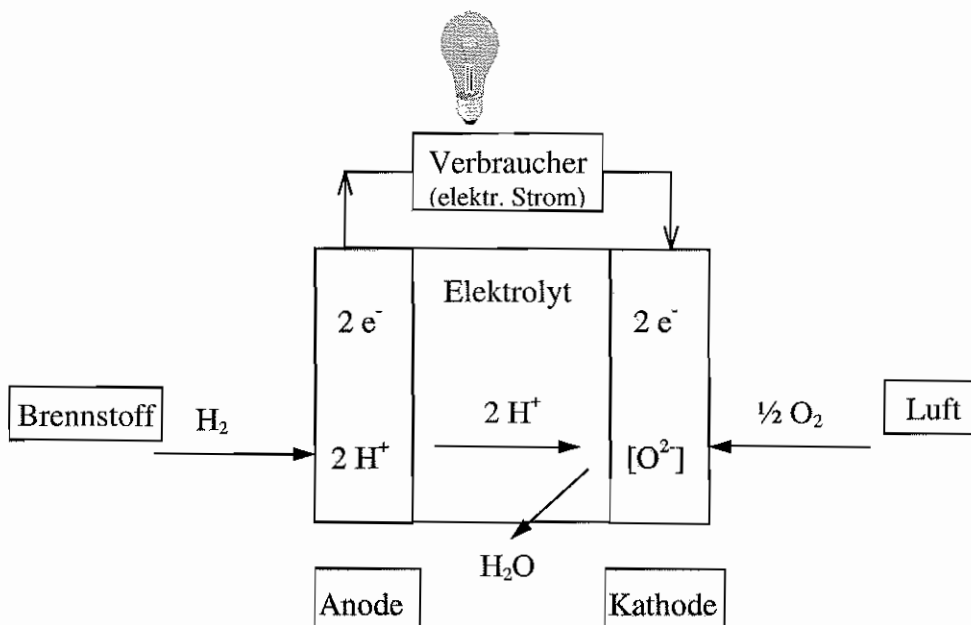 Verbraucher
(elektr. Strom)
Elektrolyt
2 e⁻
2 e⁻
Brennstoff
H₂
2 H⁺
½ O₂
Luft
2 H⁺
[O²⁻]
H₂O
Anode
Kathode